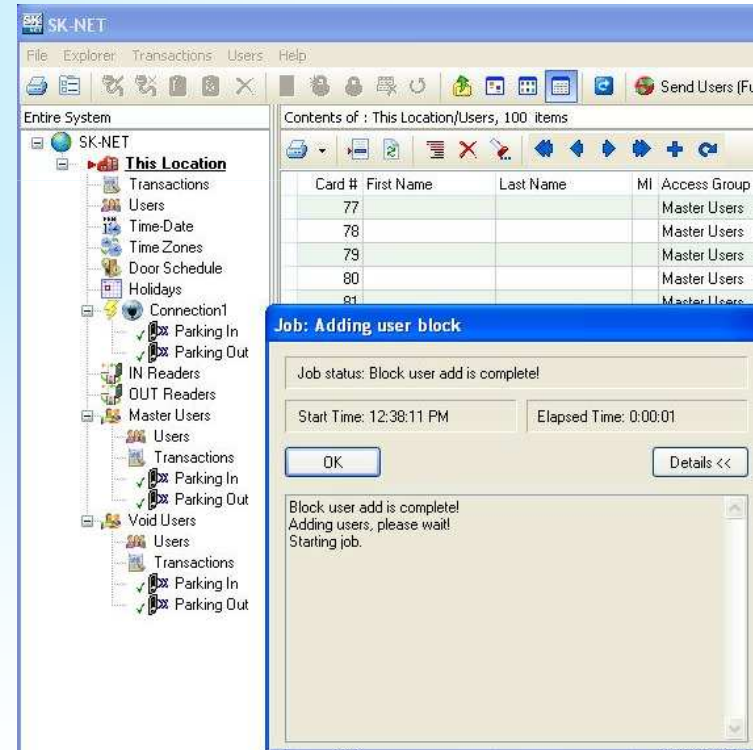 SK-NET
File Explorer Transactions Users Help
Send Users (Fu
Entire System
SK-NET
This Location
Transactions
Users
Time-Date
Time Zones
Door Schedule
Holidays
Connection1
Parking In
Parking Out
IN Readers
OUT Readers
Master Users
Users
Transactions
Parking In
Parking Out
Void Users
Users
Transactions
Parking In
Parking Out
Contents of : This Location/Users, 100 items
Card # First Name Last Name MI Access Group
77 Master Users
78 Master Users
79 Master Users
80 Master Users
81 Master Users
Job: Adding user block
Job status: Block user add is complete!
Start Time: 12:38:11 PM Elapsed Time: 0:00:01
OK Details <<
Block user add is complete!
Adding users, please wait!
Starting job.